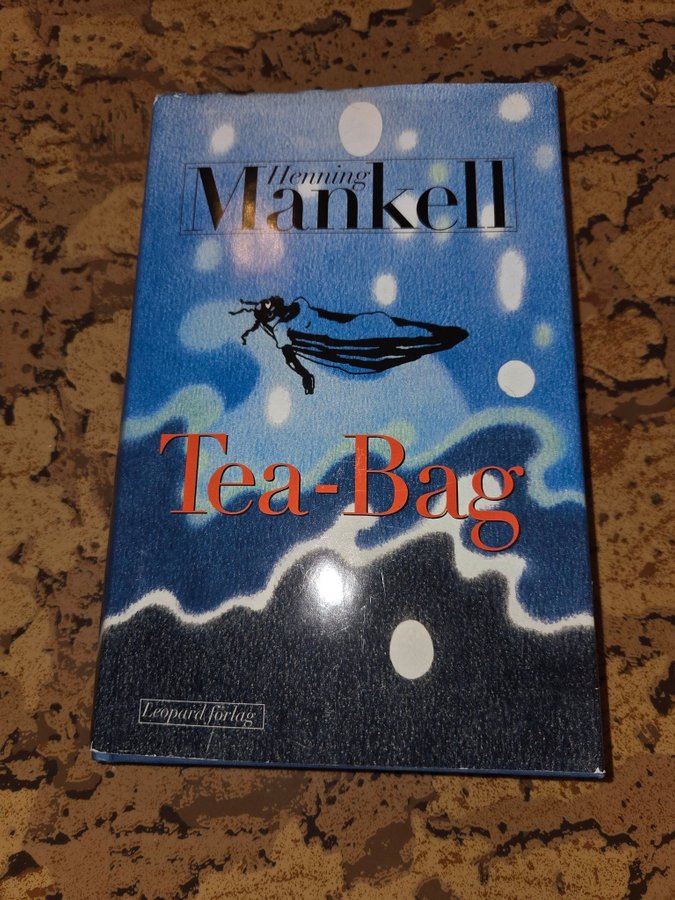 Henning
Mankell
Tea-Bag
Leopard förlag